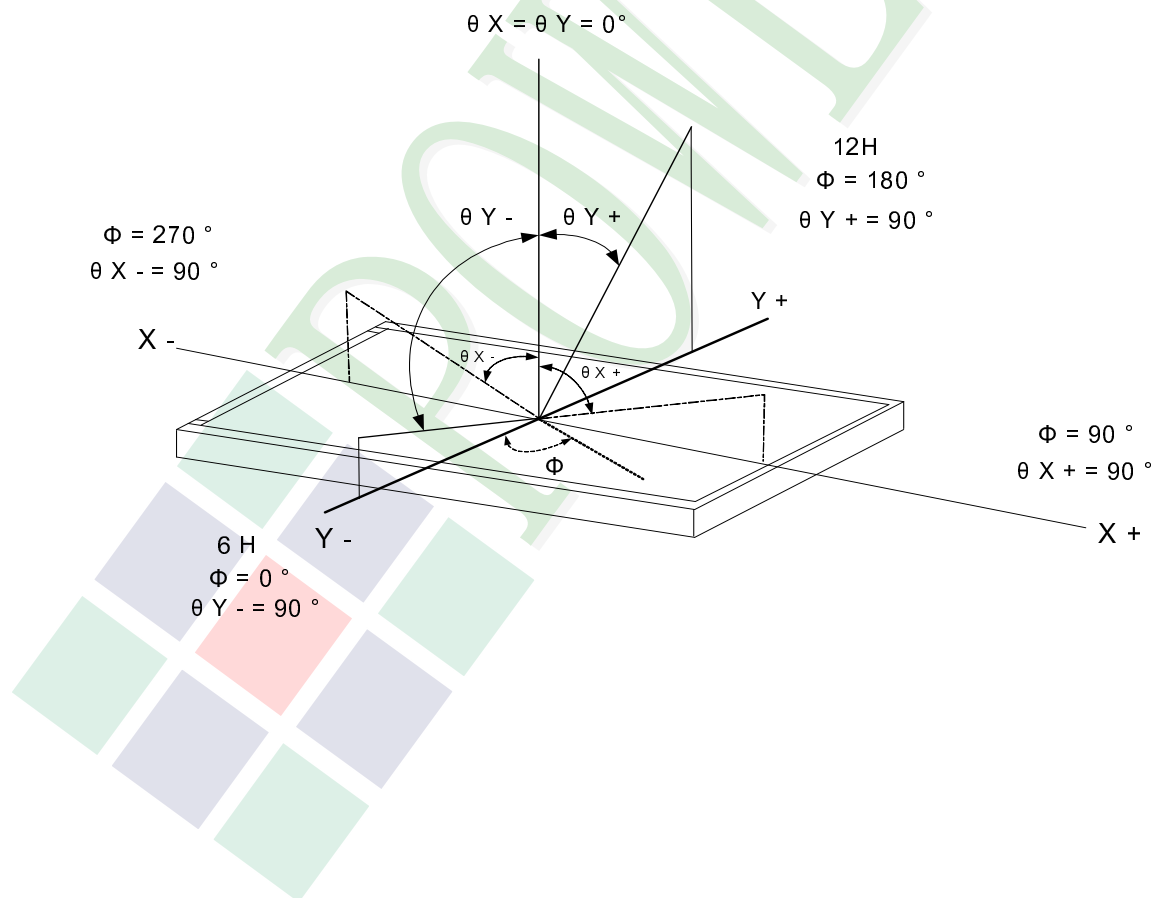 θ X = θ Y = 0°
12H
Φ = 180 °
θ Y + = 90 °
θ Y -
θ Y +
Φ = 270 °
θ X - = 90 °
Y +
X -
θ X -
θ X +
Φ = 90 °
θ X + = 90 °
Φ
X +
Y -
6 H
Φ = 0 °
θ Y - = 90 °